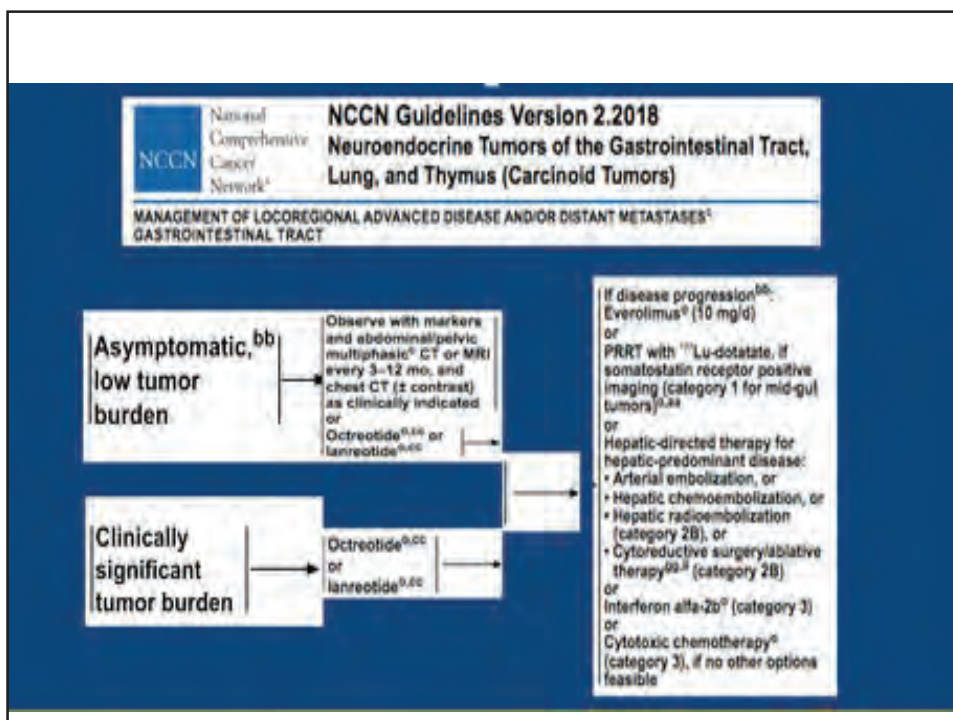 National
Comprehensive
NCCN Cancer
Network®
NCCN Guidelines Version 2.2018
Neuroendocrine Tumors of the Gastrointestinal Tract,
Lung, and Thymus (Carcinoid Tumors)
MANAGEMENT OF LOCOREGIONAL ADVANCED DISEASE AND/OR DISTANT METASTASES
GASTROINTESTINAL TRACT
Asymptomatic,bb
low tumor
burden
Observe with markers
and abdominal/pelvic
multiphasic CT or MRI
every 3–12 mo, and
chest CT (± contrast)
as clinically indicated
or
Octreotide or
lanreotide
Clinically
significant
tumor burden
Octreotide
or
lanreotide
If disease progressionbb:
Everolimus (10 mg/d)
or
PRRT with Lu-dotatate, if
somatostatin receptor positive
imaging (category 1 for mid-gut
tumors)
or
Hepatic-directed therapy for
hepatic-predominant disease:
• Arterial embolization, or
• Hepatic chemoembolization, or
• Hepatic radioembolization
(category 2B), or
• Cytoreductive surgery/ablative
therapy (category 2B)
or
Interferon alfa-2b (category 3)
or
Cytotoxic chemotherapy
(category 3), if no other options
feasible